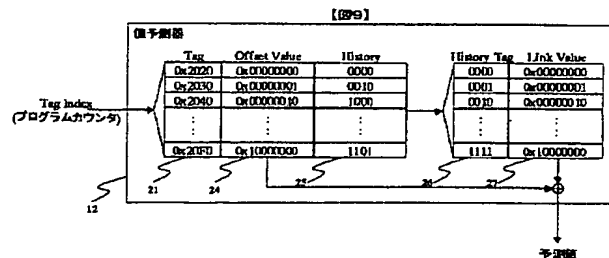 【図9】
値予測器
Tag Offset Value History History Tag Link Value
0x2020 0x00000000 0000 0000 0x00000000
0x2030 0x00000001 0010 0001 0x00000001
0x2040 0x00000010 1000 0010 0x00000010
Tag Index
(プログラムカウンタ)
0x20F0 0x10000000 1101 1111 0x10000000
12 21 24 25 26 27
予測値